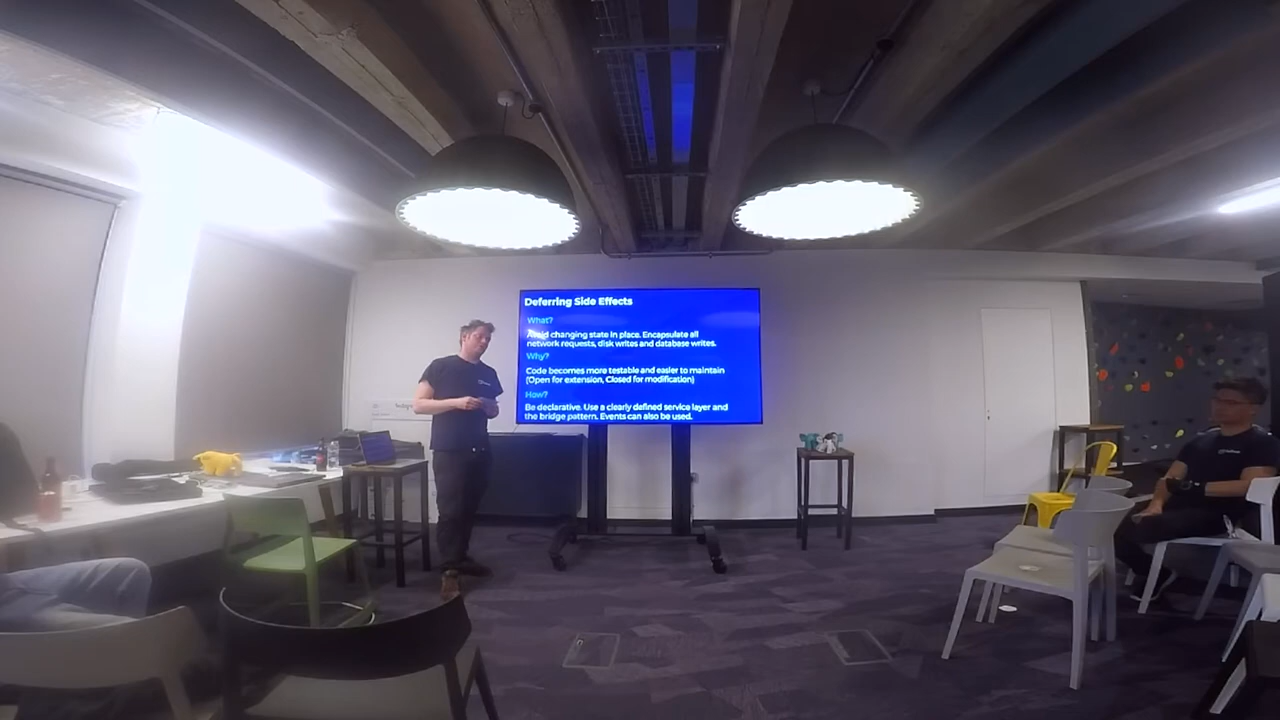 Deferring Side Effects
What?
Avoid changing state in place. Encapsulate all
network requests, disk writes and database writes.
Why?
Code becomes more testable and easier to maintain
(Open for extension, Closed for modification)
How?
Be declarative. Use a clearly defined service layer and
the bridge pattern. Events can also be used.